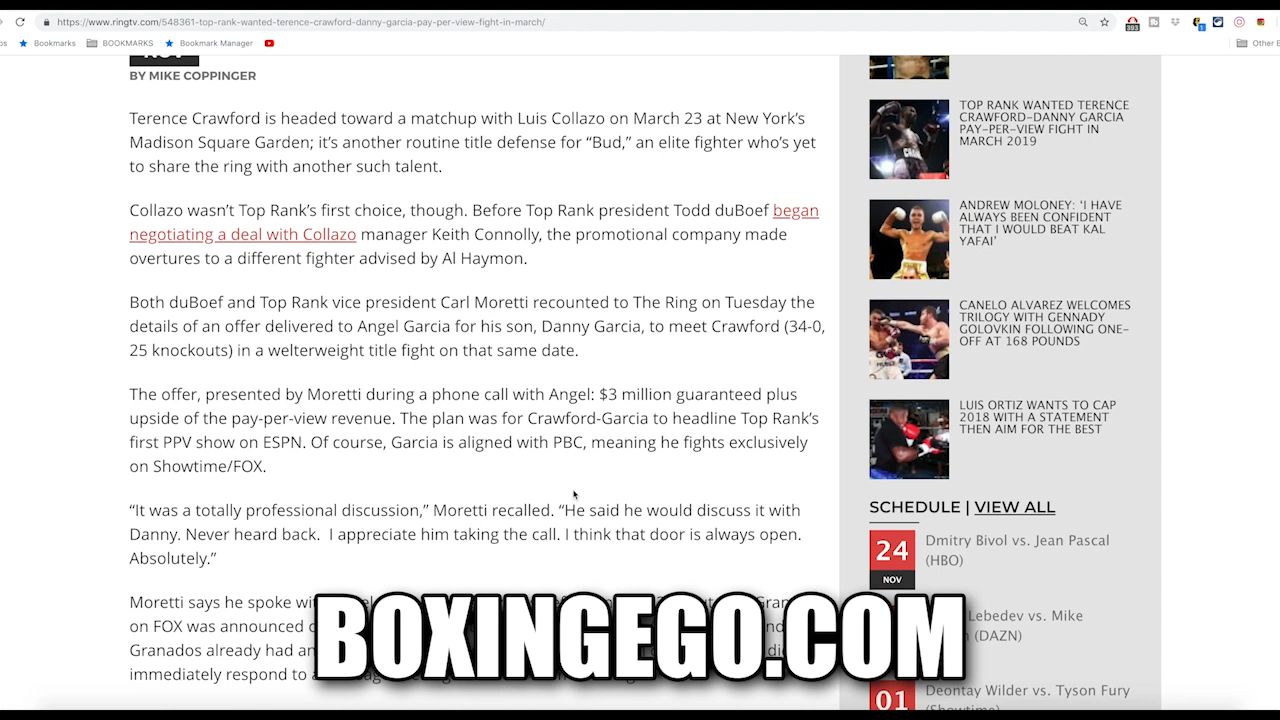 https://www.ringtv.com/548361-top-rank-wanted-terence-crawford-danny-garcia-pay-per-view-fight-in-march/
Bookmarks
BOOKMARKS
Bookmark Manager
Other
BY MIKE COPPINGER
Terence Crawford is headed toward a matchup with Luis Collazo on March 23 at New York's
Madison Square Garden; it's another routine title defense for “Bud,” an elite fighter who's yet
to share the ring with another such talent.
Collazo wasn't Top Rank's first choice, though. Before Top Rank president Todd duBoef began
negotiating a deal with Collazo manager Keith Connolly, the promotional company made
overtures to a different fighter advised by Al Haymon.
Both duBoef and Top Rank vice president Carl Moretti recounted to The Ring on Tuesday the
details of an offer delivered to Angel Garcia for his son, Danny Garcia, to meet Crawford (34-0,
25 knockouts) in a welterweight title fight on that same date.
The offer, presented by Moretti during a phone call with Angel: $3 million guaranteed plus
upside of the pay-per-view revenue. The plan was for Crawford-Garcia to headline Top Rank's
first PPV show on ESPN. Of course, Garcia is aligned with PBC, meaning he fights exclusively
on Showtime/FOX.
“It was a totally professional discussion,” Moretti recalled. “He said he would discuss it with
Danny. Never heard back. I appreciate him taking the call. I think that door is always open.
Absolutely.”
Moretti says he spoke
on FOX was announced
Granados already had
immediately respond to
BOXINGEGO.COM
TOP RANK WANTED TERENCE
CRAWFORD-DANNY GARCIA
PAY-PER-VIEW FIGHT IN
MARCH 2019
ANDREW MOLONEY: ‘I HAVE
ALWAYS BEEN CONFIDENT
THAT I WOULD BEAT KAL
YAFAI’
CANELO ALVAREZ WELCOMES
TRILOGY WITH GENNADY
GOLOVKIN FOLLOWING ONE-
OFF AT 168 POUNDS
LUIS ORTIZ WANTS TO CAP
2018 WITH A STATEMENT
THEN AIM FOR THE BEST
SCHEDULE | VIEW ALL
24
NOV
Dmitry Bivol vs. Jean Pascal
(HBO)
Lebedev vs. Mike
(DAZN)
01
Deontay Wilder vs. Tyson Fury
(Showtime)